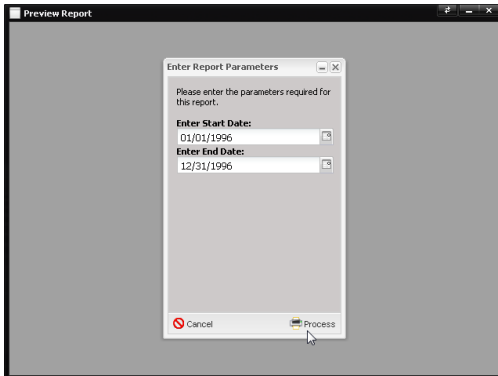 Preview Report
Enter Report Parameters
Please enter the parameters required for
this report.
Enter Start Date:
01/01/1996
Enter End Date:
12/31/1996
Cancel
Process